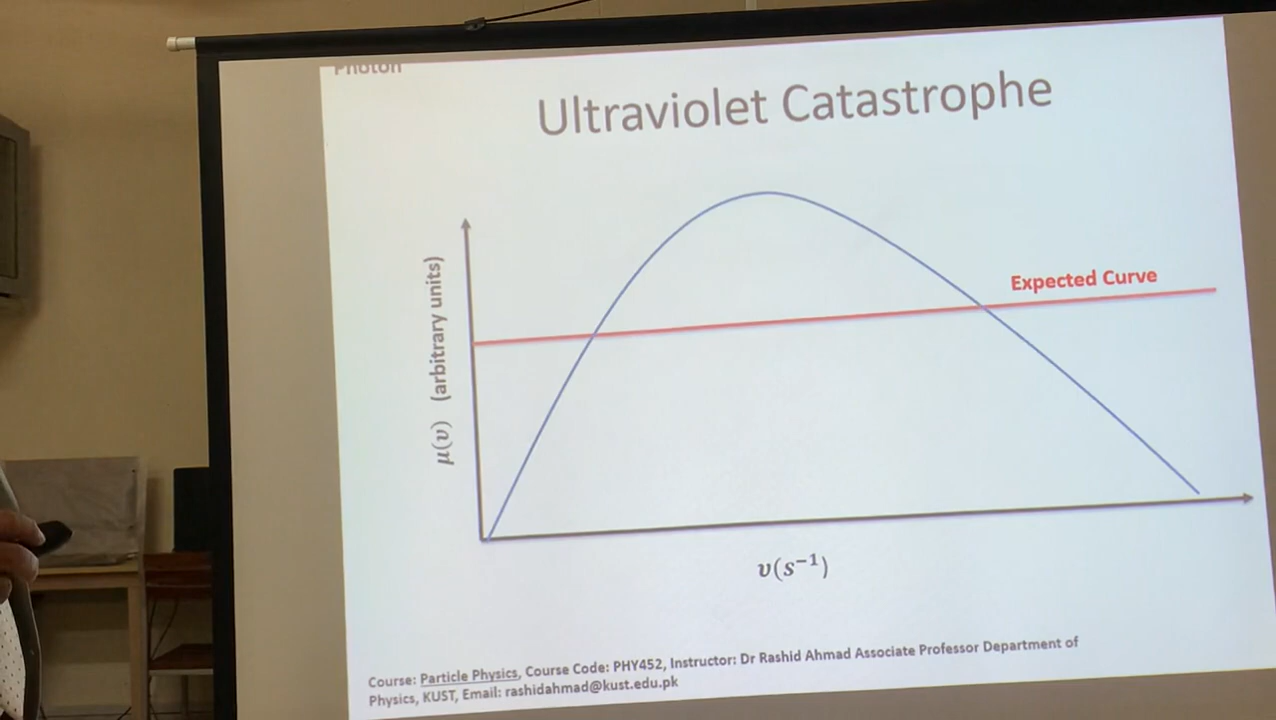 Photon
Ultraviolet Catastrophe
Expected Curve
μ(υ) (arbitrary units)
υ(s⁻¹)
Course: Particle Physics, Course Code: PHY452, Instructor: Dr Rashid Ahmad Associate Professor Department of
Physics, KUST, Email: rashidahmad@kust.edu.pk